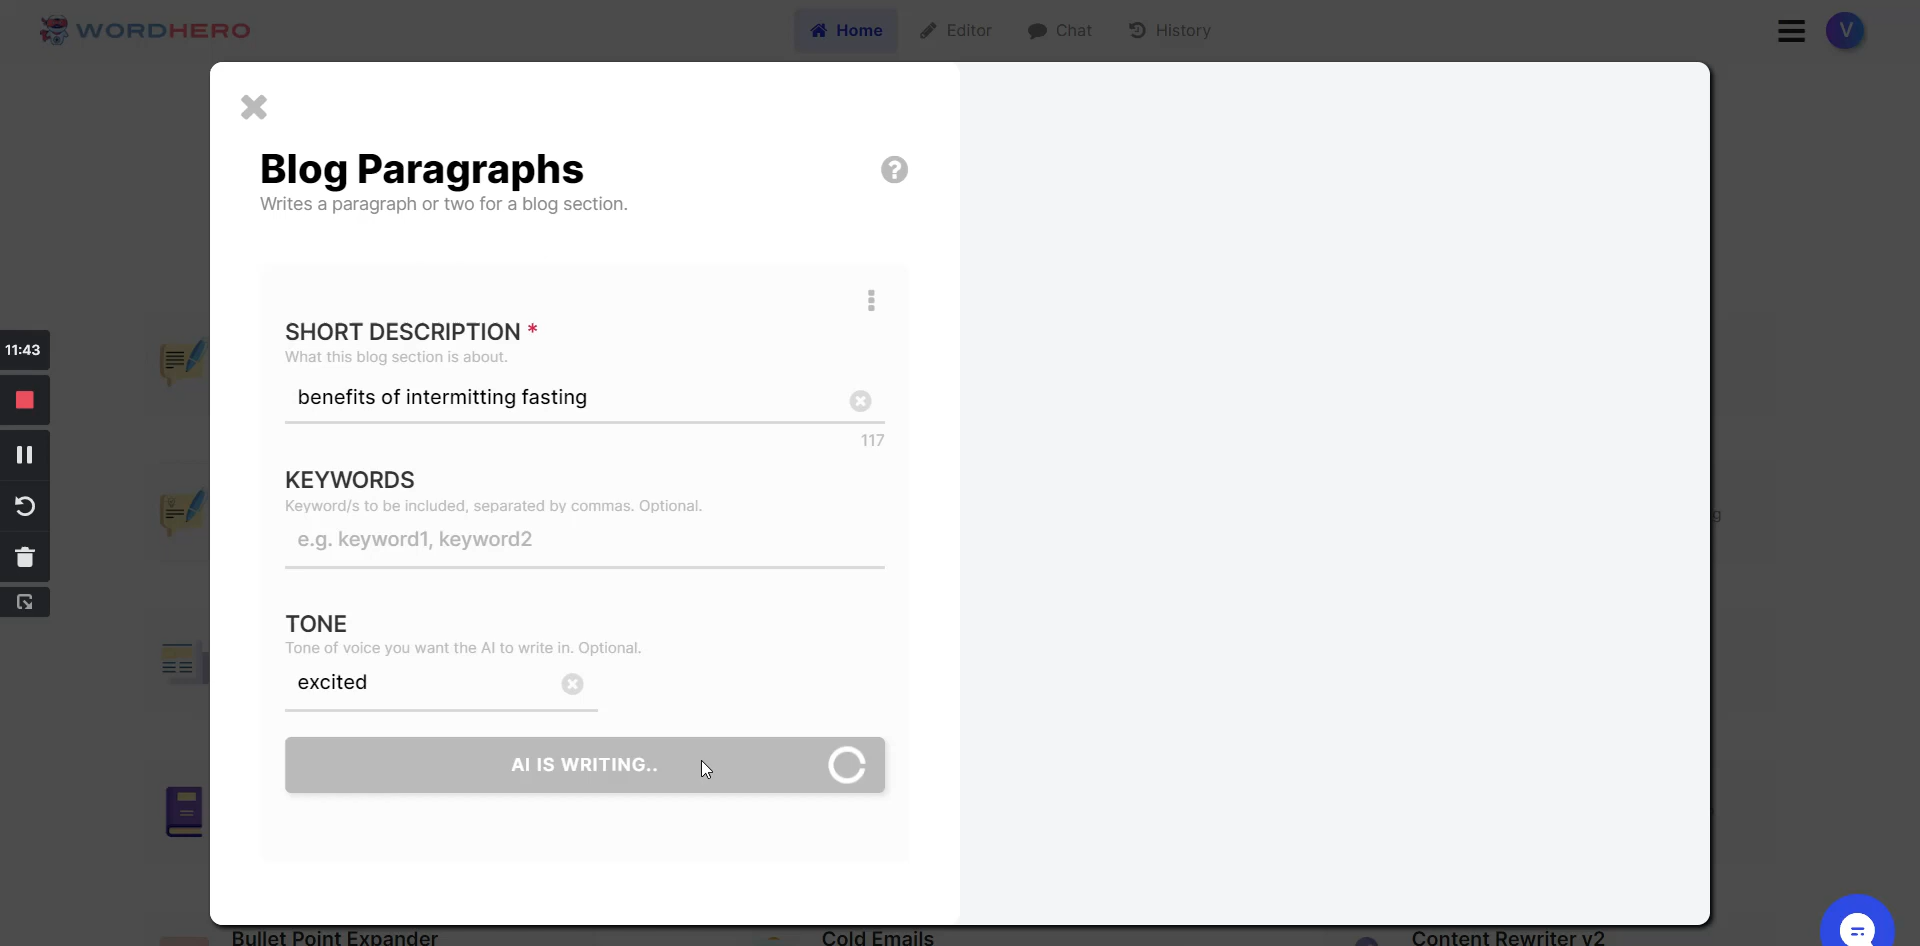 WORDHERO
Home
Editor
Chat
History
V
Blog Paragraphs
Writes a paragraph or two for a blog section.
SHORT DESCRIPTION *
What this blog section is about.
benefits of intermitting fasting
117
KEYWORDS
Keyword/s to be included, separated by commas. Optional.
e.g. keyword1, keyword2
TONE
Tone of voice you want the AI to write in. Optional.
excited
AI IS WRITING..
11:43
g
Bullet Point Expander
Cold Emails
Content Rewriter v2